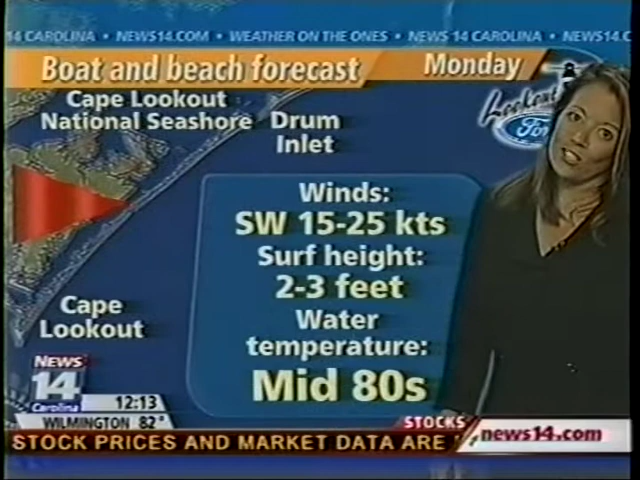 14 CAROLINA • NEWS14.COM • WEATHER ON THE ONES • NEWS 14 CAROLINA • NEWS14.C
Boat and beach forecast
Monday
Cape Lookout
National Seashore
Drum
Inlet
Lookout
Ford
Winds:
SW 15-25 kts
Surf height:
2-3 feet
Water
temperature:
Mid 80s
Cape
Lookout
NEWS
14
Carolina
12:13
WILMINGTON 82°
STOCKS
STOCK PRICES AND MARKET DATA ARE
news14.com